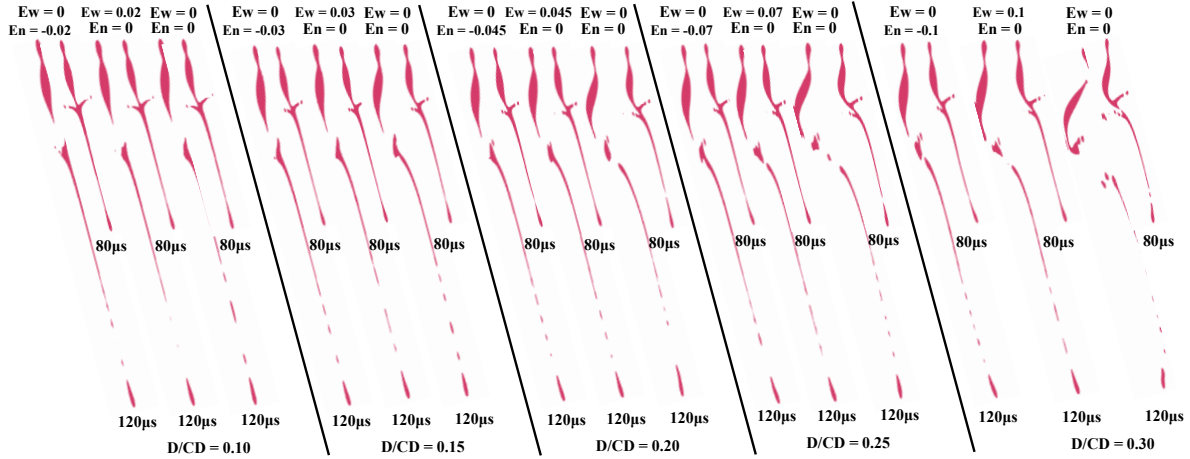 Ew = 0 Ew = 0.02 Ew = 0
En = -0.02 En = 0 En = 0
80μs 80μs 80μs
120μs 120μs 120μs
D/CD = 0.10
Ew = 0 Ew = 0.03 Ew = 0
En = -0.03 En = 0 En = 0
80μs 80μs 80μs
120μs 120μs 120μs
D/CD = 0.15
Ew = 0 Ew = 0.045 Ew = 0
En = -0.045 En = 0 En = 0
80μs 80μs 80μs
120μs 120μs 120μs
D/CD = 0.20
Ew = 0 Ew = 0.07 Ew = 0
En = -0.07 En = 0 En = 0
80μs 80μs 80μs
120μs 120μs 120μs
D/CD = 0.25
Ew = 0 Ew = 0.1 Ew = 0
En = -0.1 En = 0 En = 0
80μs 80μs 80μs
120μs 120μs 120μs
D/CD = 0.30